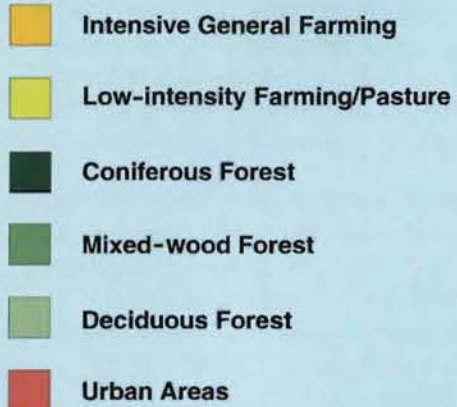 Intensive General Farming
Low-intensity Farming/Pasture
Coniferous Forest
Mixed-wood Forest
Deciduous Forest
Urban Areas